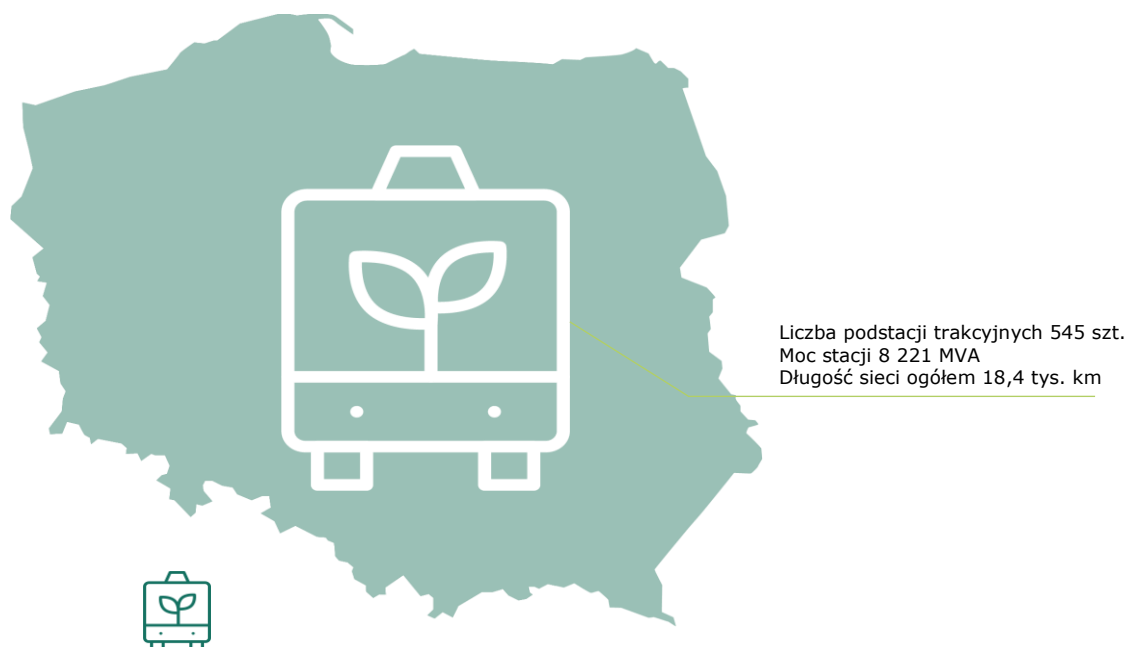 Liczba podstacji trakcyjnych 545 szt.
Moc stacji 8 221 MVA
Długość sieci ogółem 18,4 tys. km